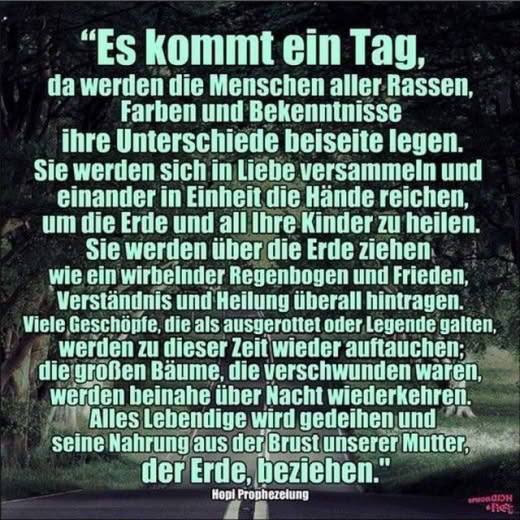 “Es kommt ein Tag,
da werden die Menschen aller Rassen,
Farben und Bekenntnisse
ihre Unterschiede beiseite legen.
Sie werden sich in Liebe versammeln und
einander in Einheit die Hände reichen,
um die Erde und all Ihre Kinder zu heilen.
Sie werden über die Erde ziehen
wie ein wirbelnder Regenbogen und Frieden,
Verständnis und Heilung überall hintragen.
Viele Geschöpfe, die als ausgerottet oder Legende galten,
werden zu dieser Zeit wieder auftauchen;
die großen Bäume, die verschwunden waren,
werden beinahe über Nacht wiederkehren.
Alles Lebendige wird gedeihen und
seine Nahrung aus der Brust unserer Mutter,
der Erde, beziehen."
Hopi Prophezeiung